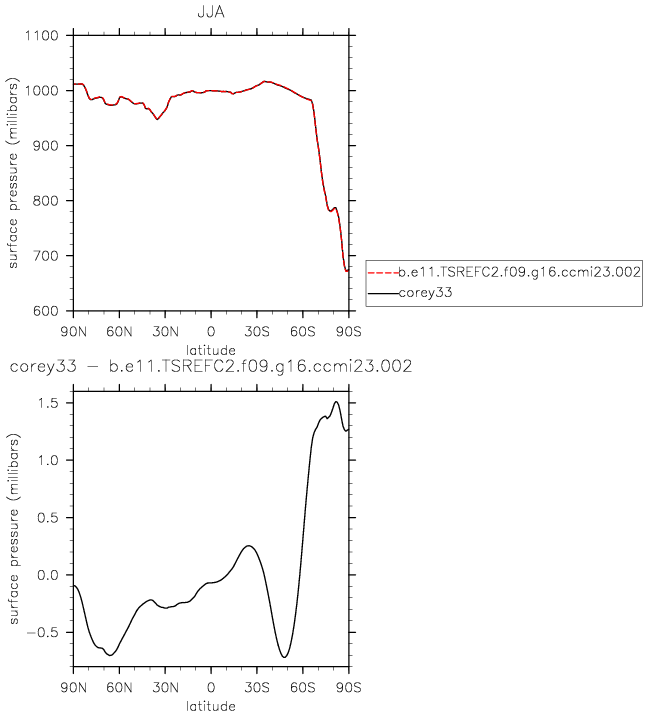 JJA
1100
1000
900
800
700
600
surface pressure (millibars)
90N 60N 30N 0 30S 60S 90S
latitude
b.e11.TSREFC2.f09.g16.ccmi23.002
corey33
corey33 − b.e11.TSREFC2.f09.g16.ccmi23.002
1.5
1.0
0.5
0.0
−0.5
surface pressure (millibars)
90N 60N 30N 0 30S 60S 90S
latitude